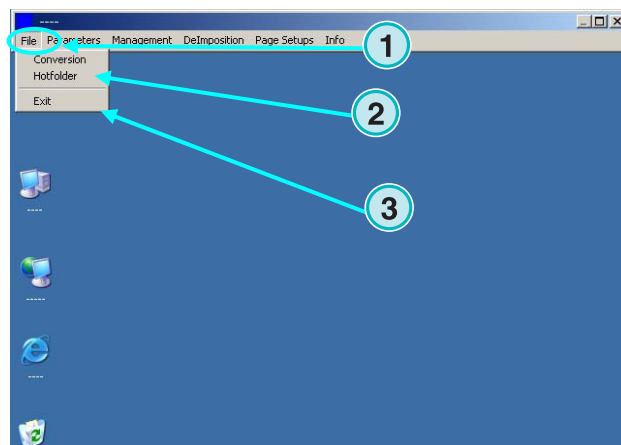 ----
File Parameters Management DeImposition Page Setups Info
1
Conversion
Hotfolder
2
Exit
3
----
-----
----